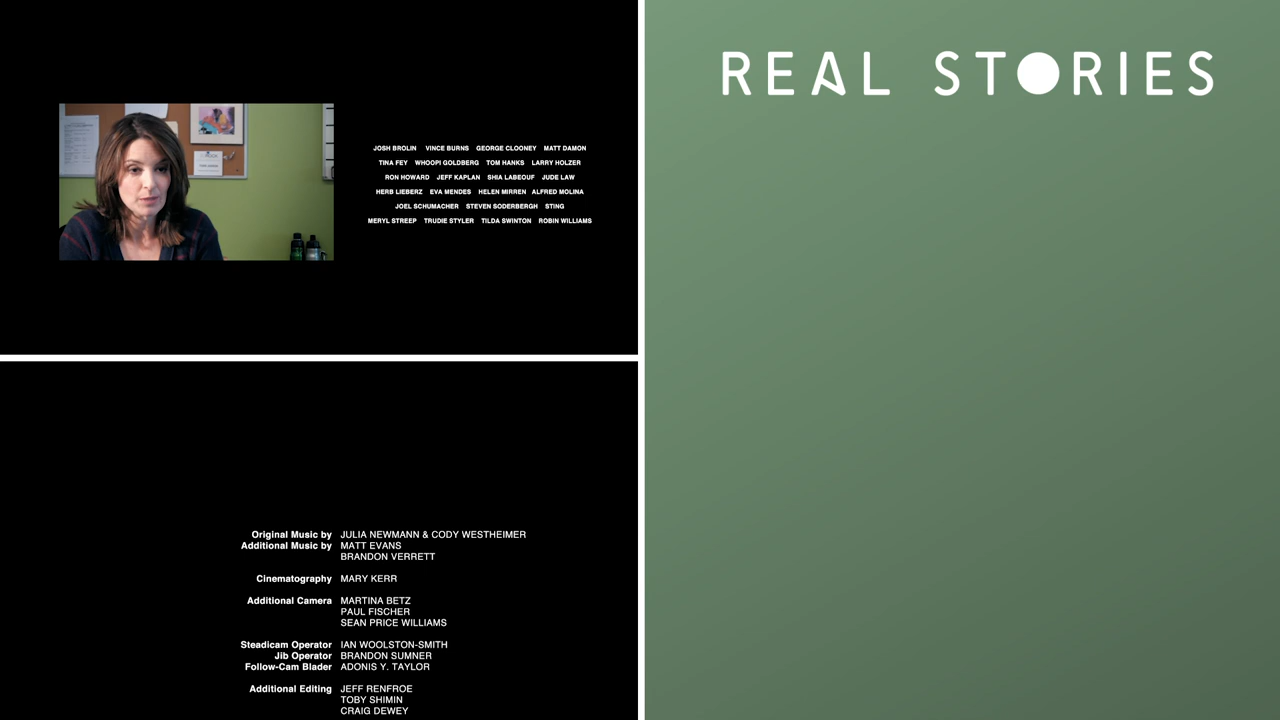 JOSH BROLIN VINCE BURNS GEORGE CLOONEY MATT DAMON
TINA FEY WHOOPI GOLDBERG TOM HANKS LARRY HOLZER
RON HOWARD JEFF KAPLAN SHIA LABEOUF JUDE LAW
HERB LIEBERZ EVA MENDES HELEN MIRREN ALFRED MOLINA
JOEL SCHUMACHER STEVEN SODERBERGH STING
MERYL STREEP TRUDIE STYLER TILDA SWINTON ROBIN WILLIAMS
Original Music by JULIA NEWMANN & CODY WESTHEIMER
Additional Music by MATT EVANS
BRANDON VERRETT
Cinematography MARY KERR
Additional Camera MARTINA BETZ
PAUL FISCHER
SEAN PRICE WILLIAMS
Steadicam Operator IAN WOOLSTON-SMITH
Jib Operator BRANDON SUMNER
Follow-Cam Blader ADONIS Y. TAYLOR
Additional Editing JEFF RENFROE
TOBY SHIMIN
CRAIG DEWEY
REAL STORIES